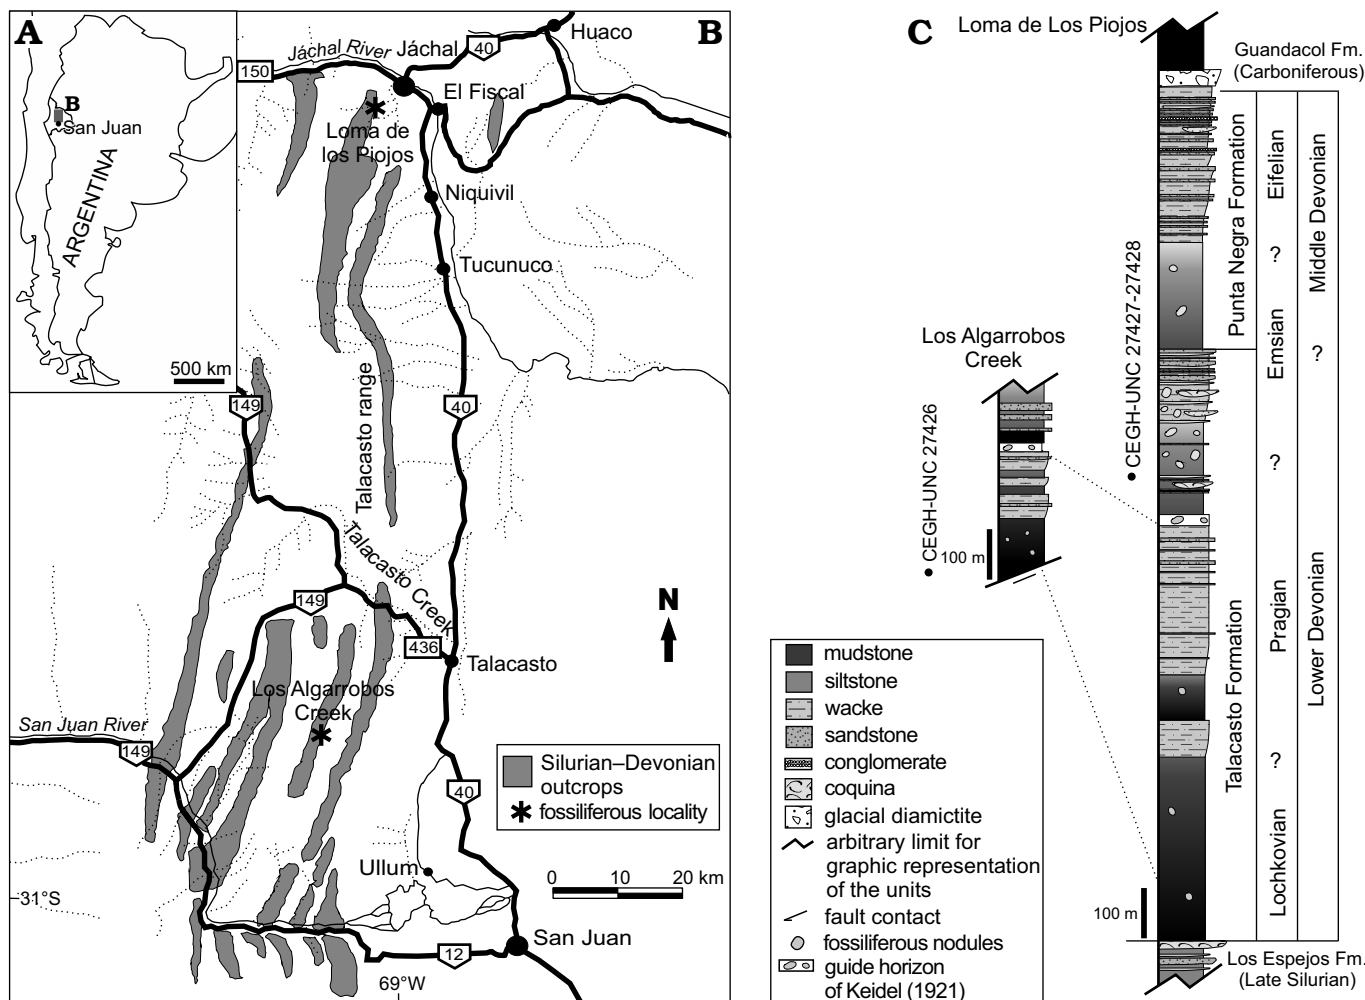 A
B
San Juan
ARGENTINA
500 km
B
Jáchal River
Jáchal
40
Huaco
150
El Fiscal
Loma de
los Piojos
Niquivil
Tucunuco
Talacasto range
149
40
Talacasto Creek
149
436
Talacasto
Los Algarrobos
Creek
San Juan River
149
40
N
Silurian–Devonian
outcrops
fossiliferous locality
Ullum
0 10 20 km
31°S
San Juan
12
69°W
C
Loma de Los Piojos
Guandacol Fm.
(Carboniferous)
Punta Negra Formation
Eifelian
Middle Devonian
?
CEGH-UNC 27427-27428
Emsian
?
Los Algarrobos
Creek
CEGH-UNC 27426
100 m
?
Talacasto Formation
Pragian
Lower Devonian
?
Lochkovian
100 m
Los Espejos Fm.
(Late Silurian)
mudstone
siltstone
wacke
sandstone
conglomerate
coquina
glacial diamictite
arbitrary limit for
graphic representation
of the units
fault contact
fossiliferous nodules
guide horizon
of Keidel (1921)